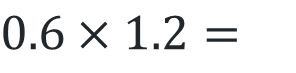 0.6 × 1.2 =